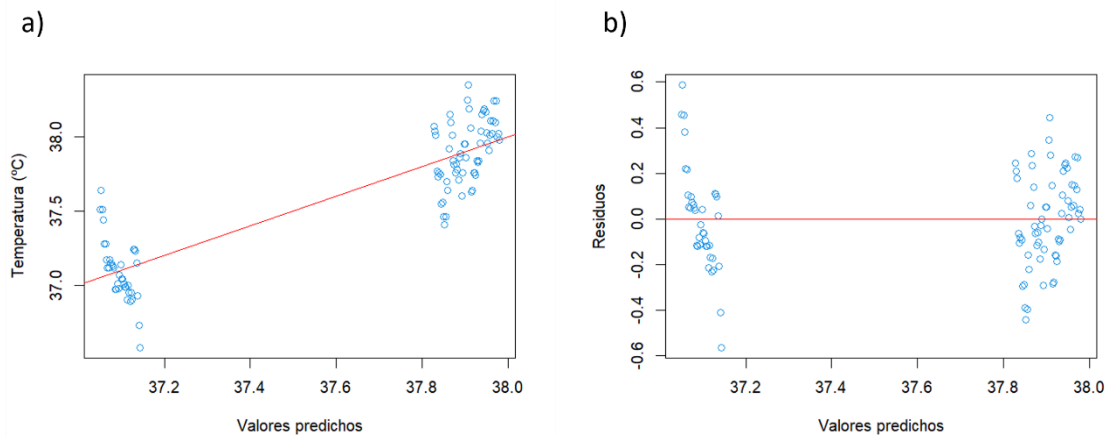 a)
Temperatura (ºC)
38.0
37.5
37.0
37.2 37.4 37.6 37.8 38.0
Valores predichos
b)
Residuos
0.6
0.4
0.2
0.0
-0.2
-0.4
-0.6
37.2 37.4 37.6 37.8 38.0
Valores predichos